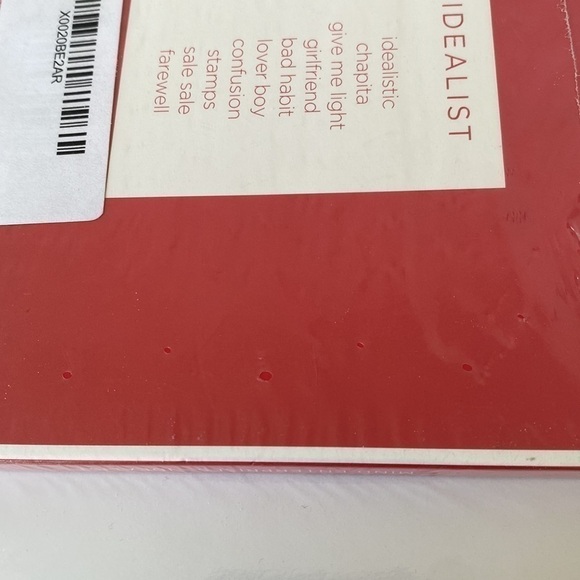 IDEALIST
idealistic
chapita
give me light
girlfriend
bad habit
lover boy
confusion
stamps
sale sale
farewell
X0020BE2AR